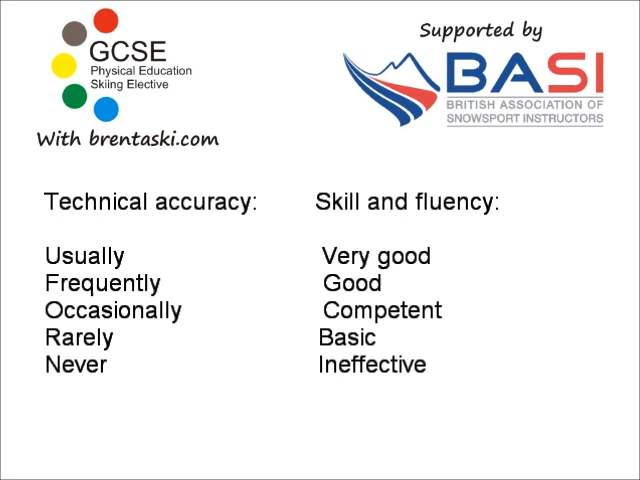 GCSE
Physical Education
Skiing Elective
With brentaski.com
Supported by
BASI
BRITISH ASSOCIATION OF
SNOWSPORT INSTRUCTORS
Technical accuracy: Skill and fluency:
Usually Very good
Frequently Good
Occasionally Competent
Rarely Basic
Never Ineffective